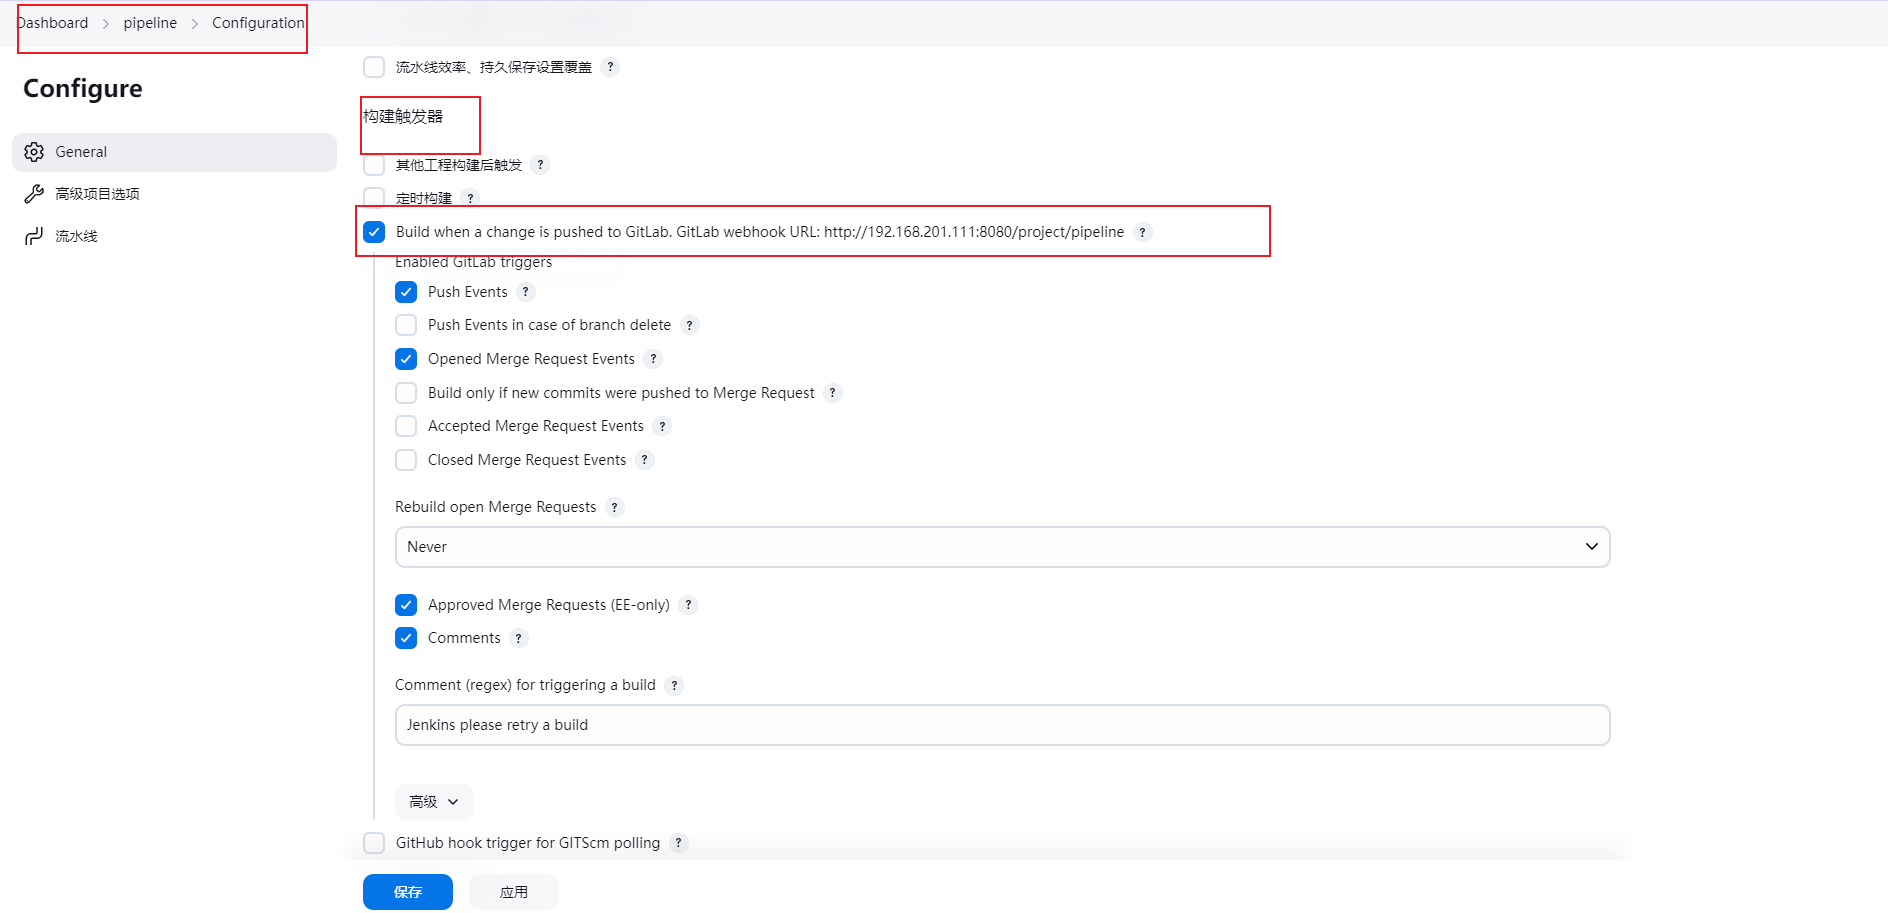 Dashboard > pipeline > Configuration
Configure
General
高级项目选项
流水线
流水线效率、持久保存设置覆盖 ?
构建触发器
其他工程构建后触发 ?
定时构建 ?
Build when a change is pushed to GitLab. GitLab webhook URL: http://192.168.201.111:8080/project/pipeline ?
Enabled GitLab triggers
Push Events ?
Push Events in case of branch delete ?
Opened Merge Request Events ?
Build only if new commits were pushed to Merge Request ?
Accepted Merge Request Events ?
Closed Merge Request Events ?
Rebuild open Merge Requests ?
Never
Approved Merge Requests (EE-only) ?
Comments ?
Comment (regex) for triggering a build ?
Jenkins please retry a build
高级
GitHub hook trigger for GITScm polling ?
保存 应用